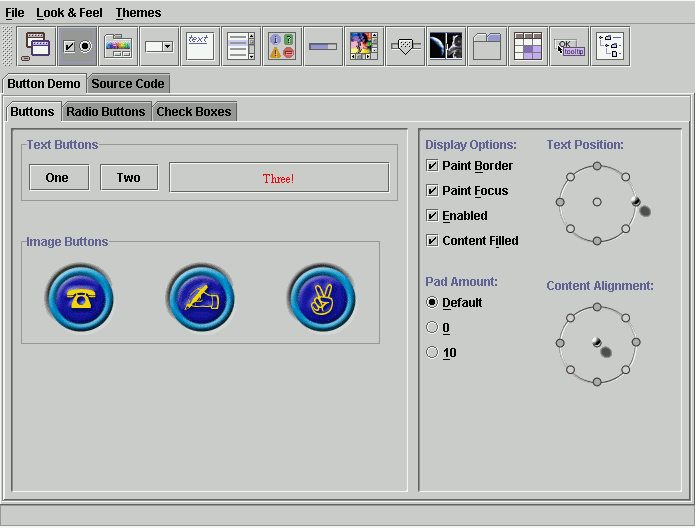 File Look & Feel Themes
text
OK
tooltip
Button Demo Source Code
Buttons Radio Buttons Check Boxes
Text Buttons
One Two Three!
Image Buttons
Display Options:
Paint Border
Paint Focus
Enabled
Content Filled
Text Position:
Pad Amount:
Default
0
10
Content Alignment: